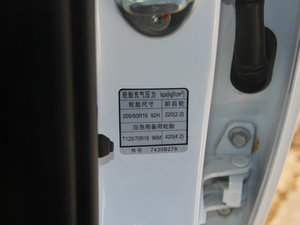 轮胎充气压力 kpa(kgf/cm²)
轮胎尺寸 前后轮
205/60R16 92H 220(2.2)
应急用备用轮胎
T125/70R16 96M 420(4.2)
件号 7430B278